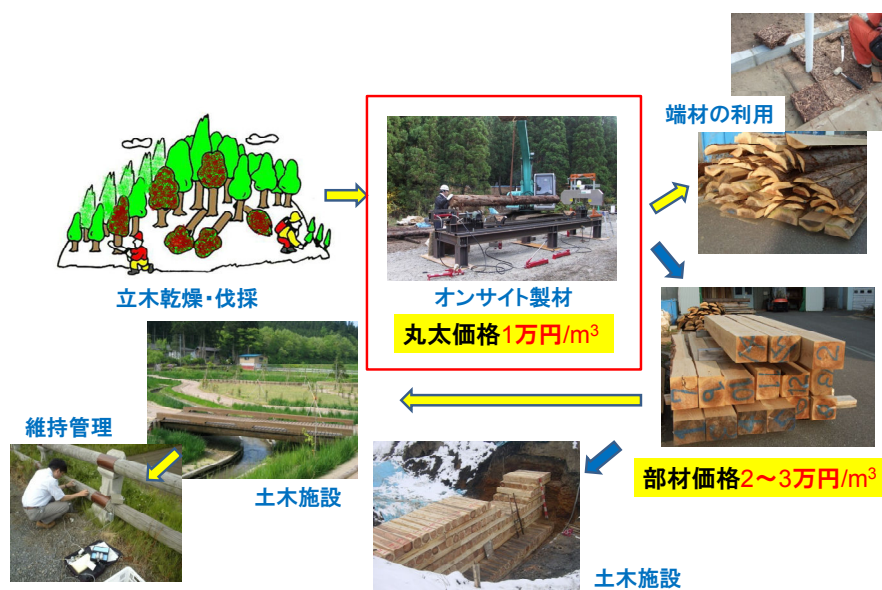 端材の利用
立木乾燥・伐採
オンサイト製材
丸太価格1万円/m³
維持管理
土木施設
部材価格2～3万円/m³
土木施設